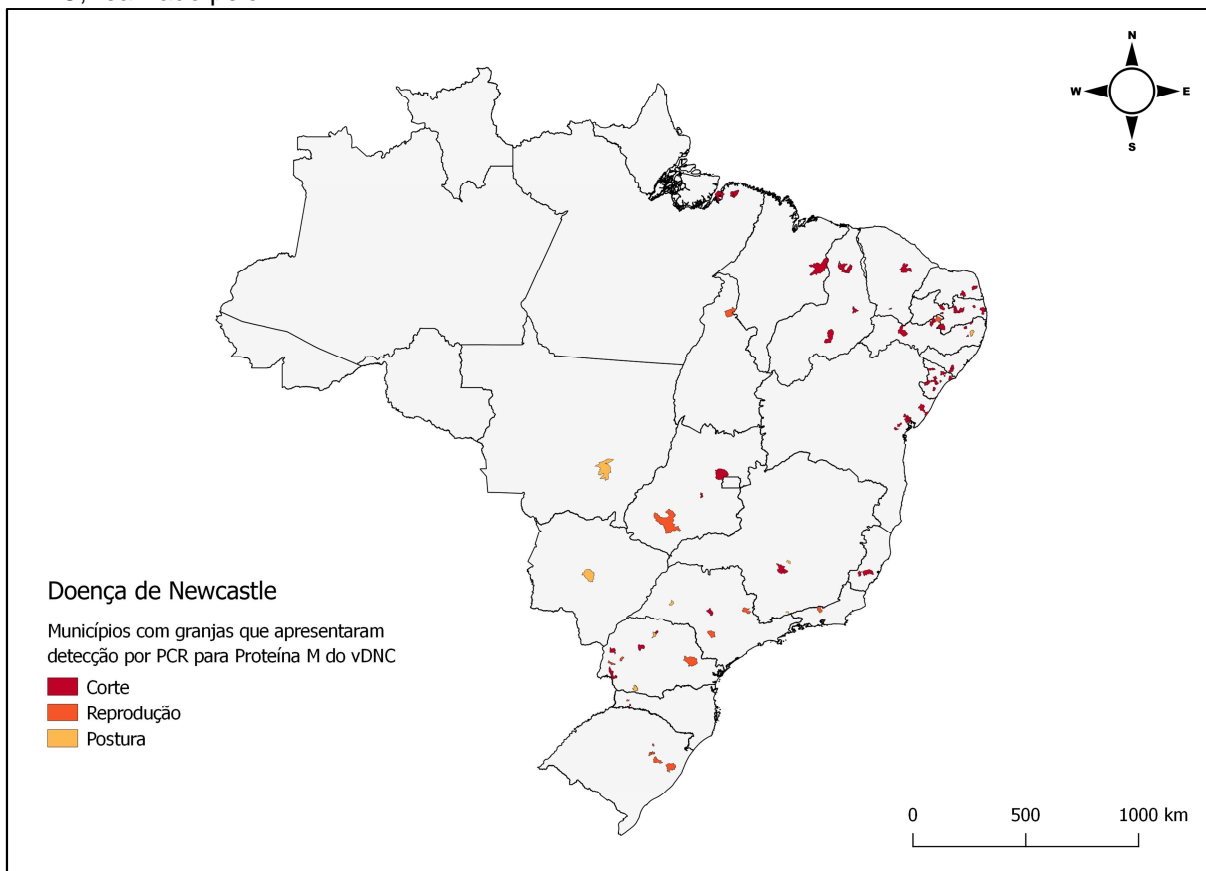 N
W E
S
Doença de Newcastle
Municípios com granjas que apresentaram
detecção por PCR para Proteína M do vDNC
Corte
Reprodução
Postura
0 500 1000 km